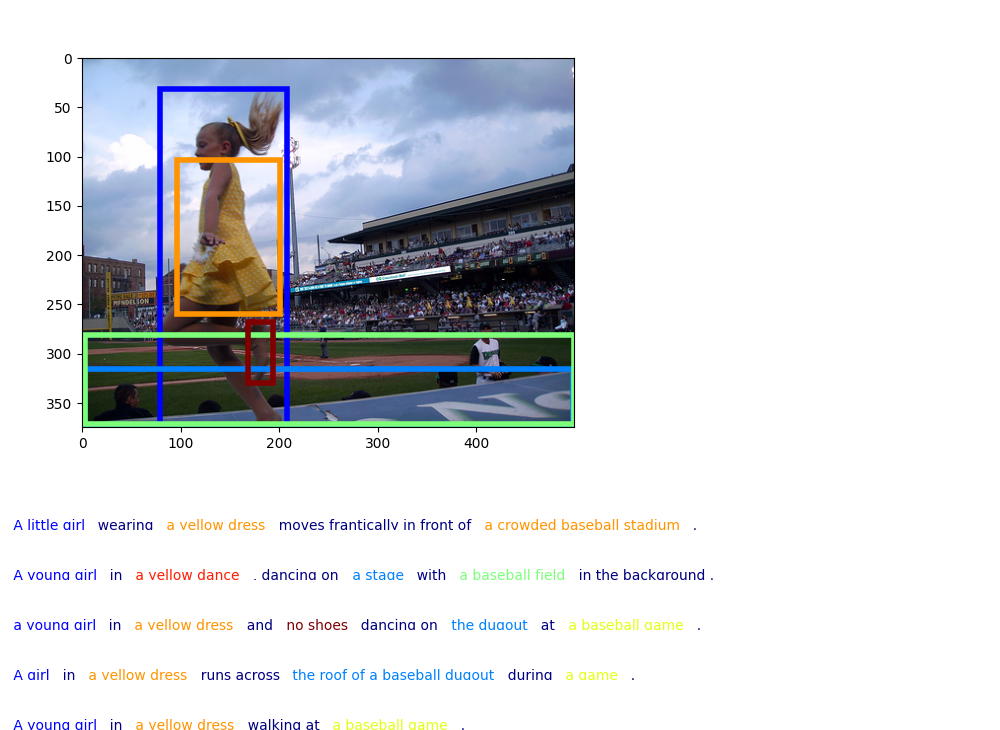 0
50
100
150
200
250
300
350
0 100 200 300 400
MENDELSON
A little girl wearing a yellow dress moves frantically in front of a crowded baseball stadium .
A young girl in a yellow dance . dancing on a stage with a baseball field in the background .
a young girl in a yellow dress and no shoes dancing on the dugout at a baseball game .
A girl in a yellow dress runs across the roof of a baseball dugout during a game .
A young girl in a yellow dress walking at a baseball game .